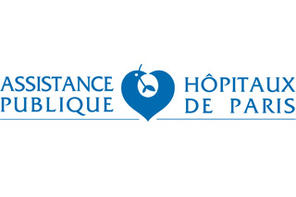 ASSISTANCE
PUBLIQUE
HÔPITAUX
DE PARIS